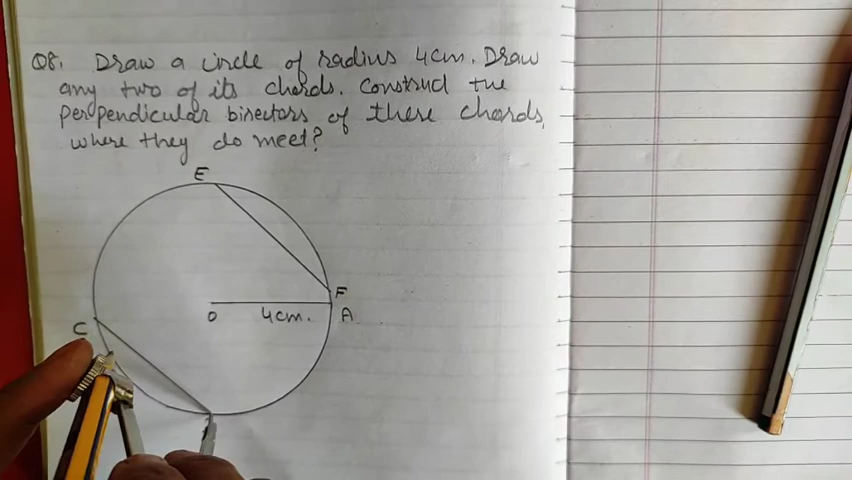 Q8. Draw a circle of radius 4cm. Draw
any two of its chords. Construct the
perpendicular bisectors of these chords,
where they do meet?
E
F
O 4cm. A
C